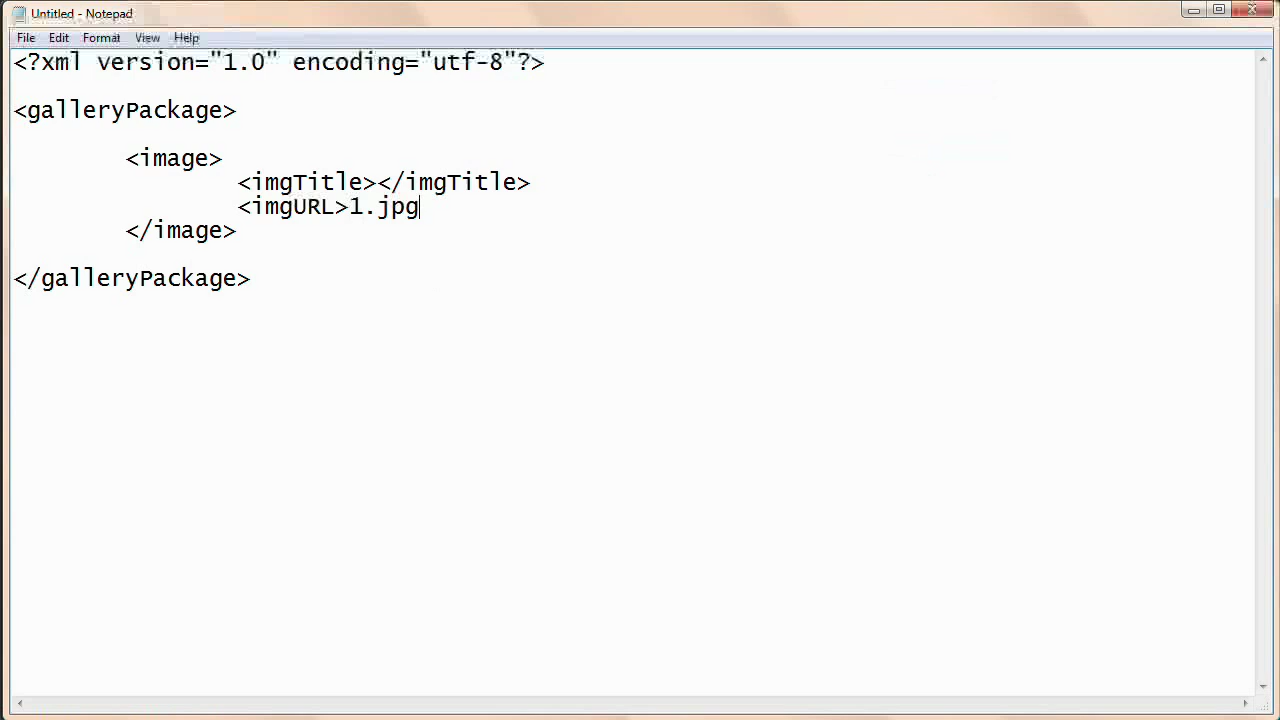 Untitled - Notepad
File Edit Format View Help
<?xml version="1.0" encoding="utf-8"?>
<galleryPackage>
<image>
<imgTitle></imgTitle>
<imgURL>1.jpg
</image>
</galleryPackage>